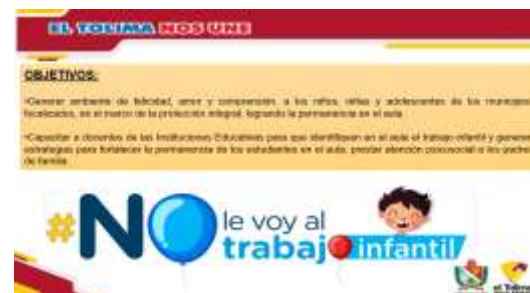 EL TOLIMA NOS UNE
OBJETIVOS:
•Generar ambiente de felicidad, amor y comprensión, a los niños, niñas y adolescentes de los municipios
focalizados, en el marco de la protección integral, logrando la permanencia en el aula
•Capacitar a docentes de las Instituciones Educativas para que identifiquen en el aula el trabajo infantil y generen
estrategias para fortalecer la permanencia de los estudiantes en el aula, prestar atención psicosocial a los padres
de familia
#NO le voy al
trabajo infantil
el Tolima